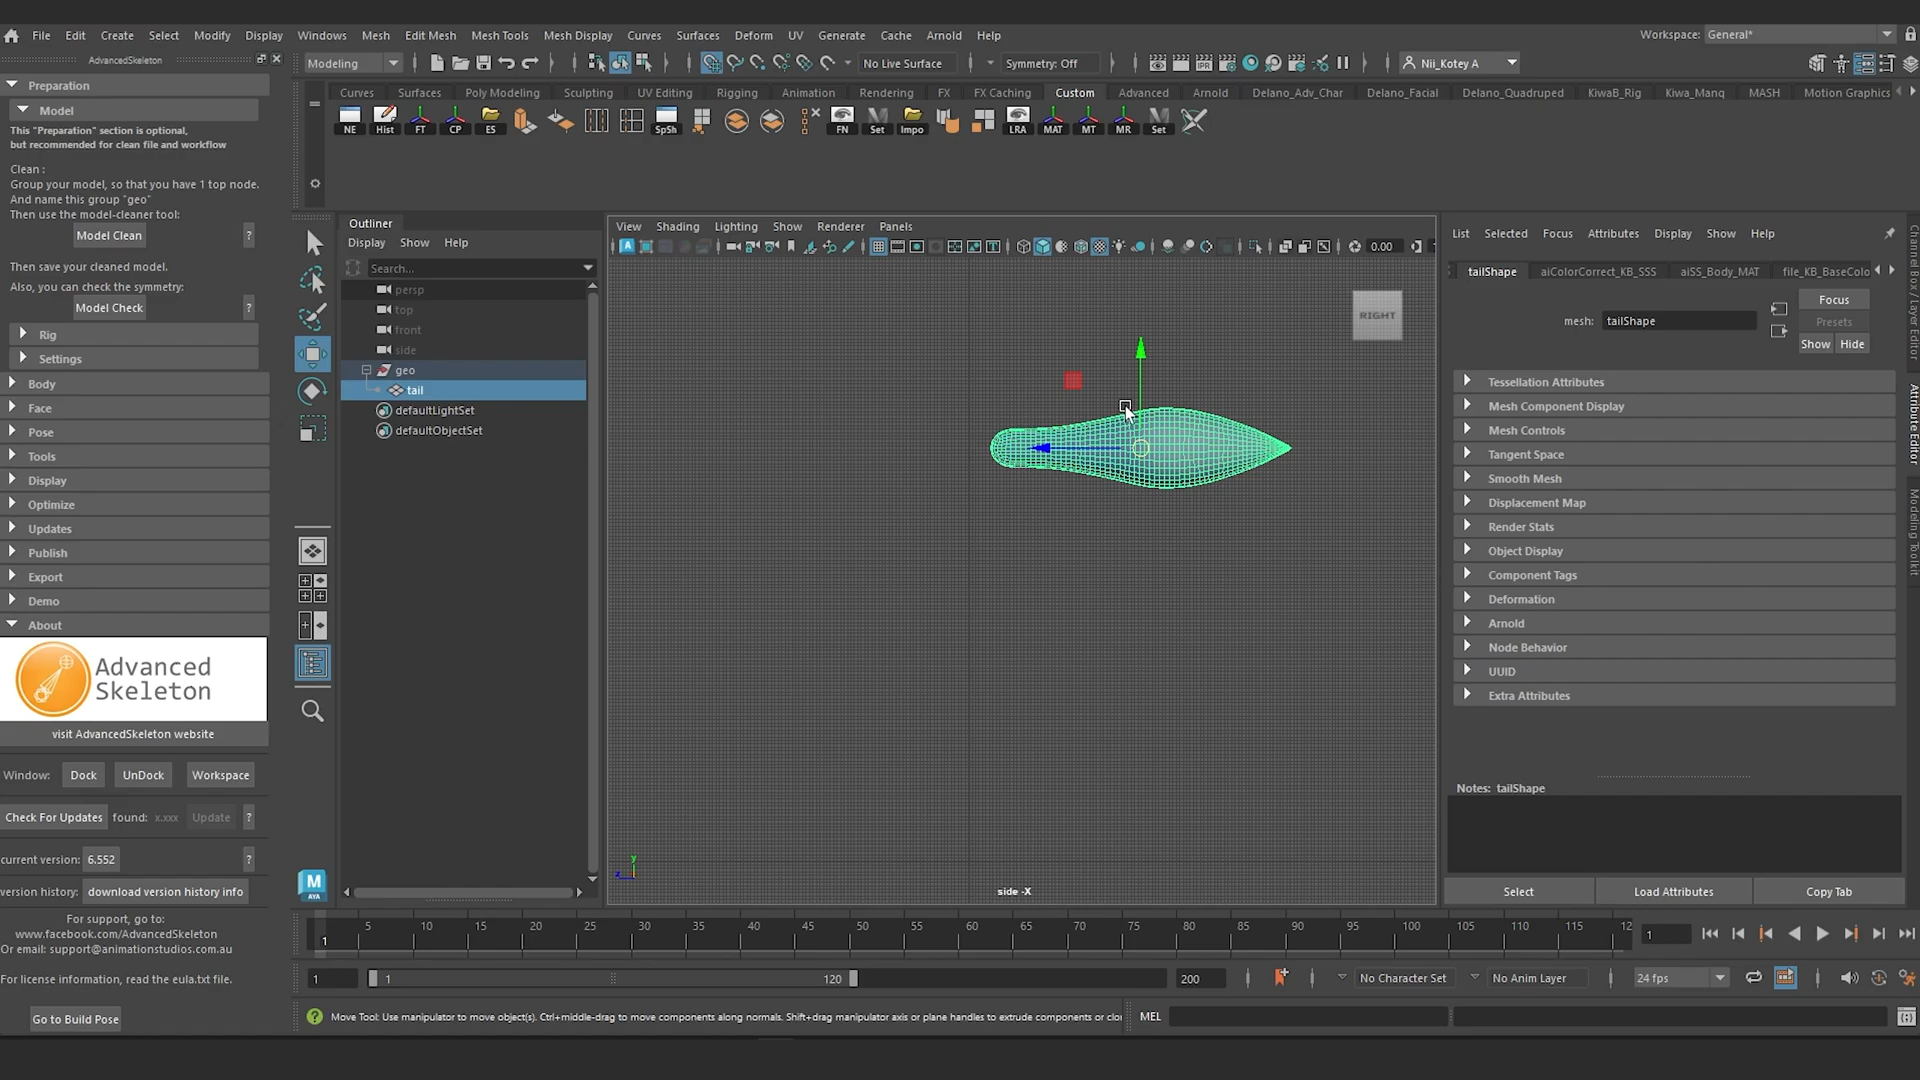 File Edit Create Select Modify Display Windows Mesh Edit Mesh Mesh Tools Mesh Display Curves Surfaces Deform UV Generate Cache Arnold Help
Workspace: General*
AdvancedSkeleton
Modeling
No Live Surface
Symmetry: Off
Nii_Kotey A
Curves Surfaces Poly Modeling Sculpting UV Editing Rigging Animation Rendering FX FX Caching Custom Advanced Arnold Delano_Adv_Char Delano_Facial Delano_Quadruped KiwaB_Rig Kiwa_Manq MASH Motion Graphics
NE Hist FT CP ES SpSh FN Set Impo LRA MAT MT MR Set
Preparation
Model
This "Preparation" section is optional,
but recommended for clean file and workflow
Clean :
Group your model, so that you have 1 top node.
And name this group "geo"
Then use the model-cleaner tool:
Model Clean ?
Then save your cleaned model.
Also, you can check the symmetry:
Model Check ?
Rig
Settings
Body
Face
Pose
Tools
Display
Optimize
Updates
Publish
Export
Demo
About
Advanced
Skeleton
visit AdvancedSkeleton website
Window: Dock UnDock Workspace
Check For Updates found: x.xxx Update ?
current version: 6.552 ?
version history: download version history info
For support, go to:
www.facebook.com/AdvancedSkeleton
Or email: support@animationstudios.com.au
For license information, read the eula.txt file.
Go to Build Pose
M
AYA
Outliner
Display Show Help
Search...
persp
top
front
side
geo
tail
defaultLightSet
defaultObjectSet
View Shading Lighting Show Renderer Panels
0.00
RIGHT
y
z
side -X
List Selected Focus Attributes Display Show Help
tailShape aiColorCorrect_KB_SSS aiSS_Body_MAT file_KB_BaseColo
mesh: tailShape
Focus
Presets
Show Hide
Tessellation Attributes
Mesh Component Display
Mesh Controls
Tangent Space
Smooth Mesh
Displacement Map
Render Stats
Object Display
Component Tags
Deformation
Arnold
Node Behavior
UUID
Extra Attributes
Notes: tailShape
Select Load Attributes Copy Tab
Channel Box / Layer Editor
Attribute Editor
Modeling Toolkit
1 5 10 15 20 25 30 35 40 45 50 55 60 65 70 75 80 85 90 95 100 105 110 115 12
1
1 1 120 200
No Character Set
No Anim Layer
24 fps
Move Tool: Use manipulator to move object(s). Ctrl+middle-drag to move components along normals. Shift+drag manipulator axis or plane handles to extrude components or clo
MEL